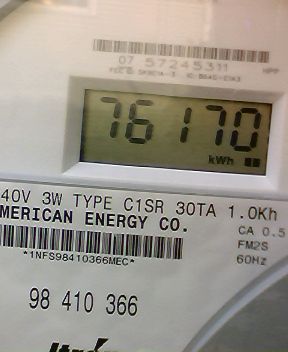 07 57245311
76170
kWh
40V 3W TYPE C1SR 30TA 1.0Kh
MERICAN ENERGY CO.
CA 0.5
FM2S
60Hz
*1NFS98410366MEC*
98 410 366
Itron